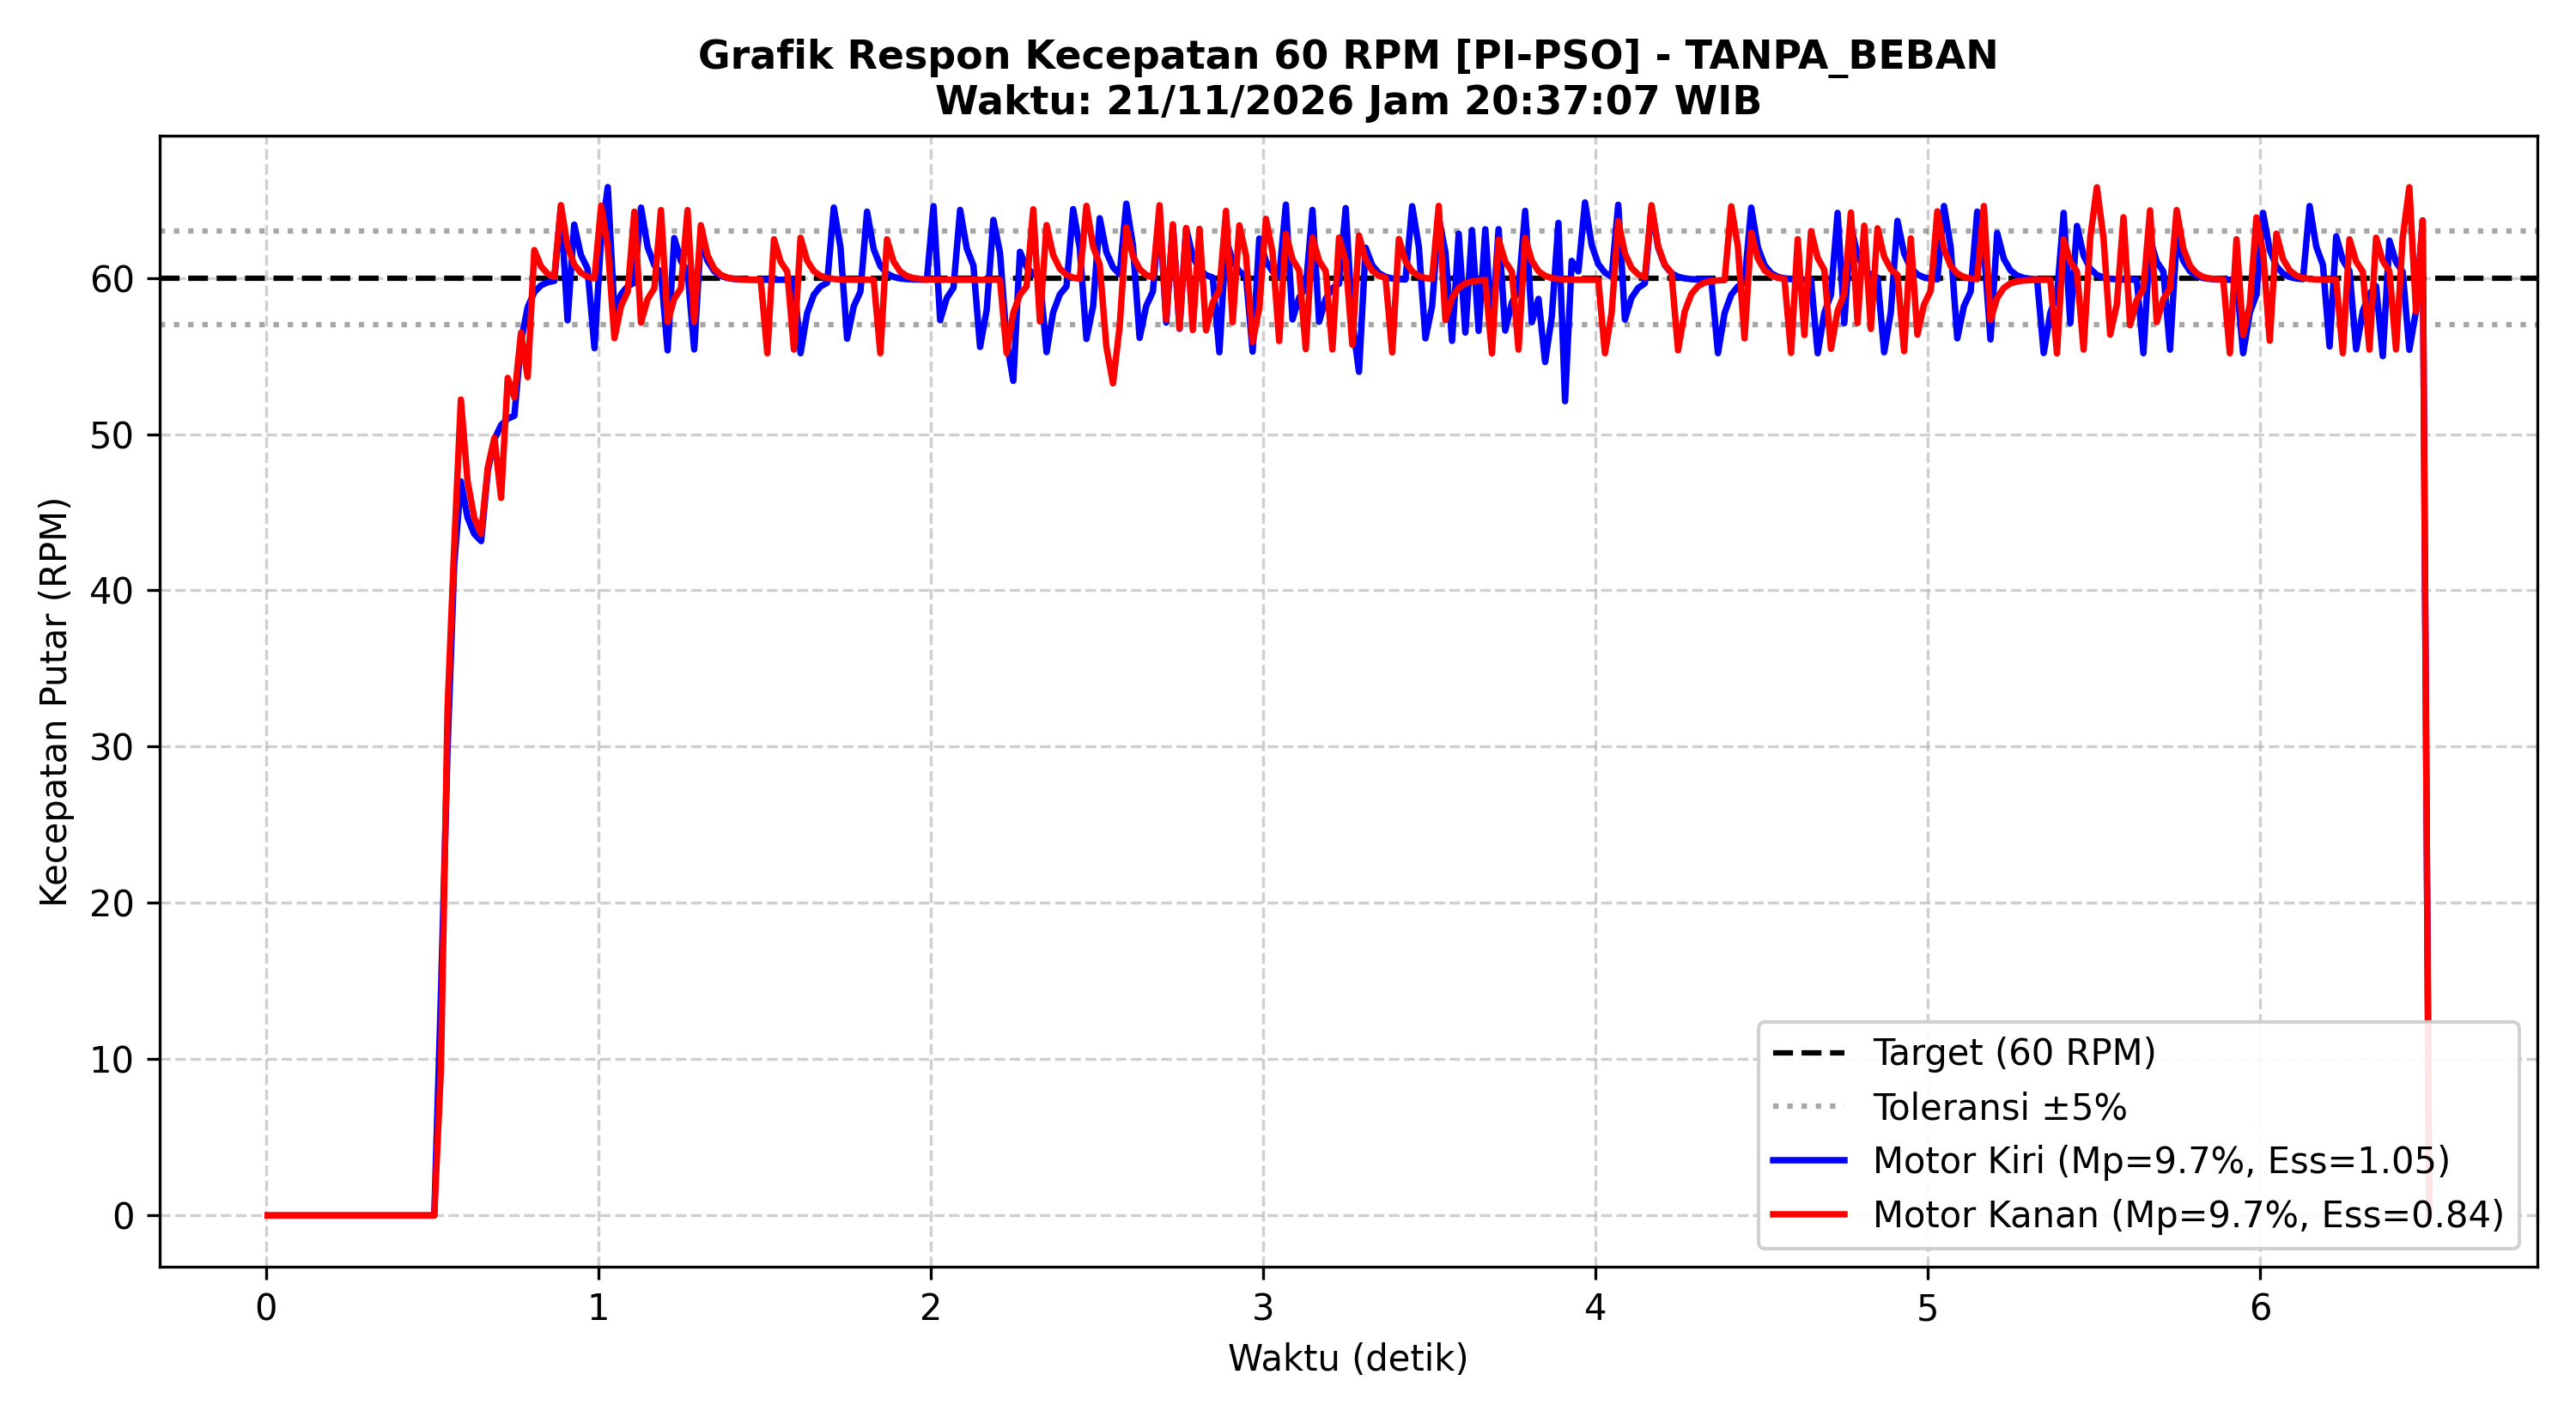 Grafik Respon Kecepatan 60 RPM [PI-PSO] - TANPA_BEBAN
Waktu: 21/11/2026 Jam 20:37:07 WIB
Kecepatan Putar (RPM)
60
50
40
30
20
10
0
Target (60 RPM)
Toleransi ±5%
Motor Kiri (Mp=9.7%, Ess=1.05)
Motor Kanan (Mp=9.7%, Ess=0.84)
0 1 2 3 4 5 6
Waktu (detik)